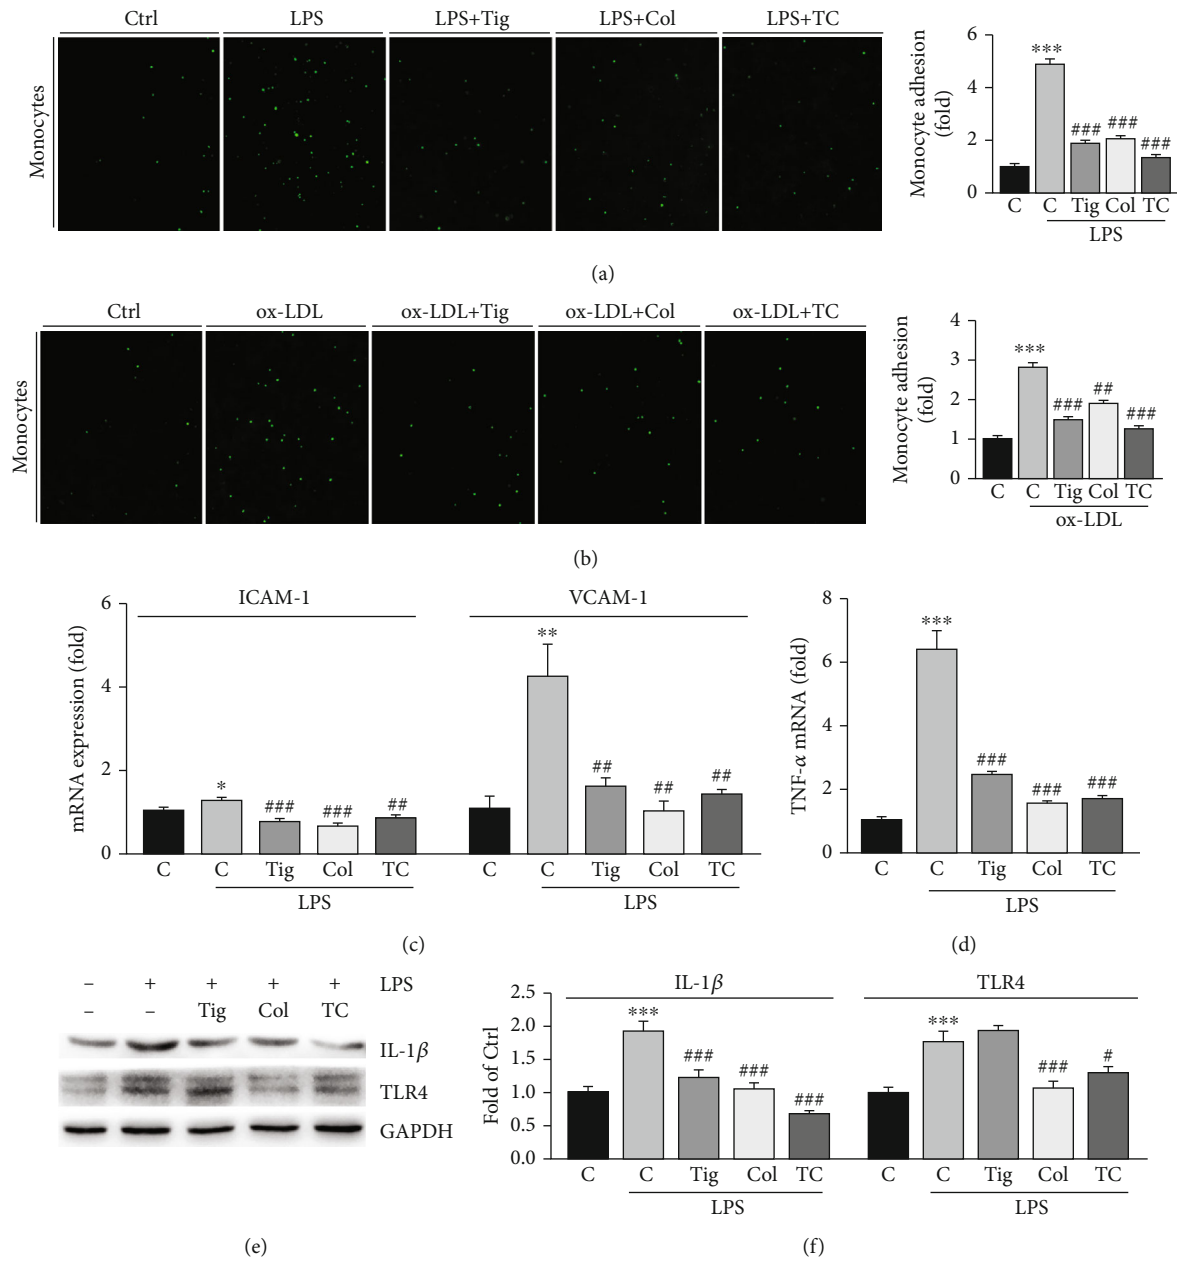 Ctrl LPS LPS+Tig LPS+Col LPS+TC
Monocytes
Monocyte adhesion
(fold)
6
4
2
0
*** ### ### ###
C C Tig Col TC
LPS
(a)
Ctrl ox-LDL ox-LDL+Tig ox-LDL+Col ox-LDL+TC
Monocytes
Monocyte adhesion
(fold)
4
3
2
1
0
*** ### ## ###
C C Tig Col TC
ox-LDL
(b)
ICAM-1 VCAM-1
mRNA expression (fold)
6
4
2
0
* ### ### ##
** ## ## ##
C C Tig Col TC C C Tig Col TC
LPS LPS
(c)
TNF-α mRNA (fold)
8
6
4
2
0
*** ### ### ###
C C Tig Col TC
LPS
(d)
– + + + + LPS
– – Tig Col TC
IL-1β
TLR4
GAPDH
(e)
IL-1β TLR4
Fold of Ctrl
2.5
2.0
1.5
1.0
0.5
0.0
*** ### ### ###
*** ### #
C C Tig Col TC C C Tig Col TC
LPS LPS
(f)